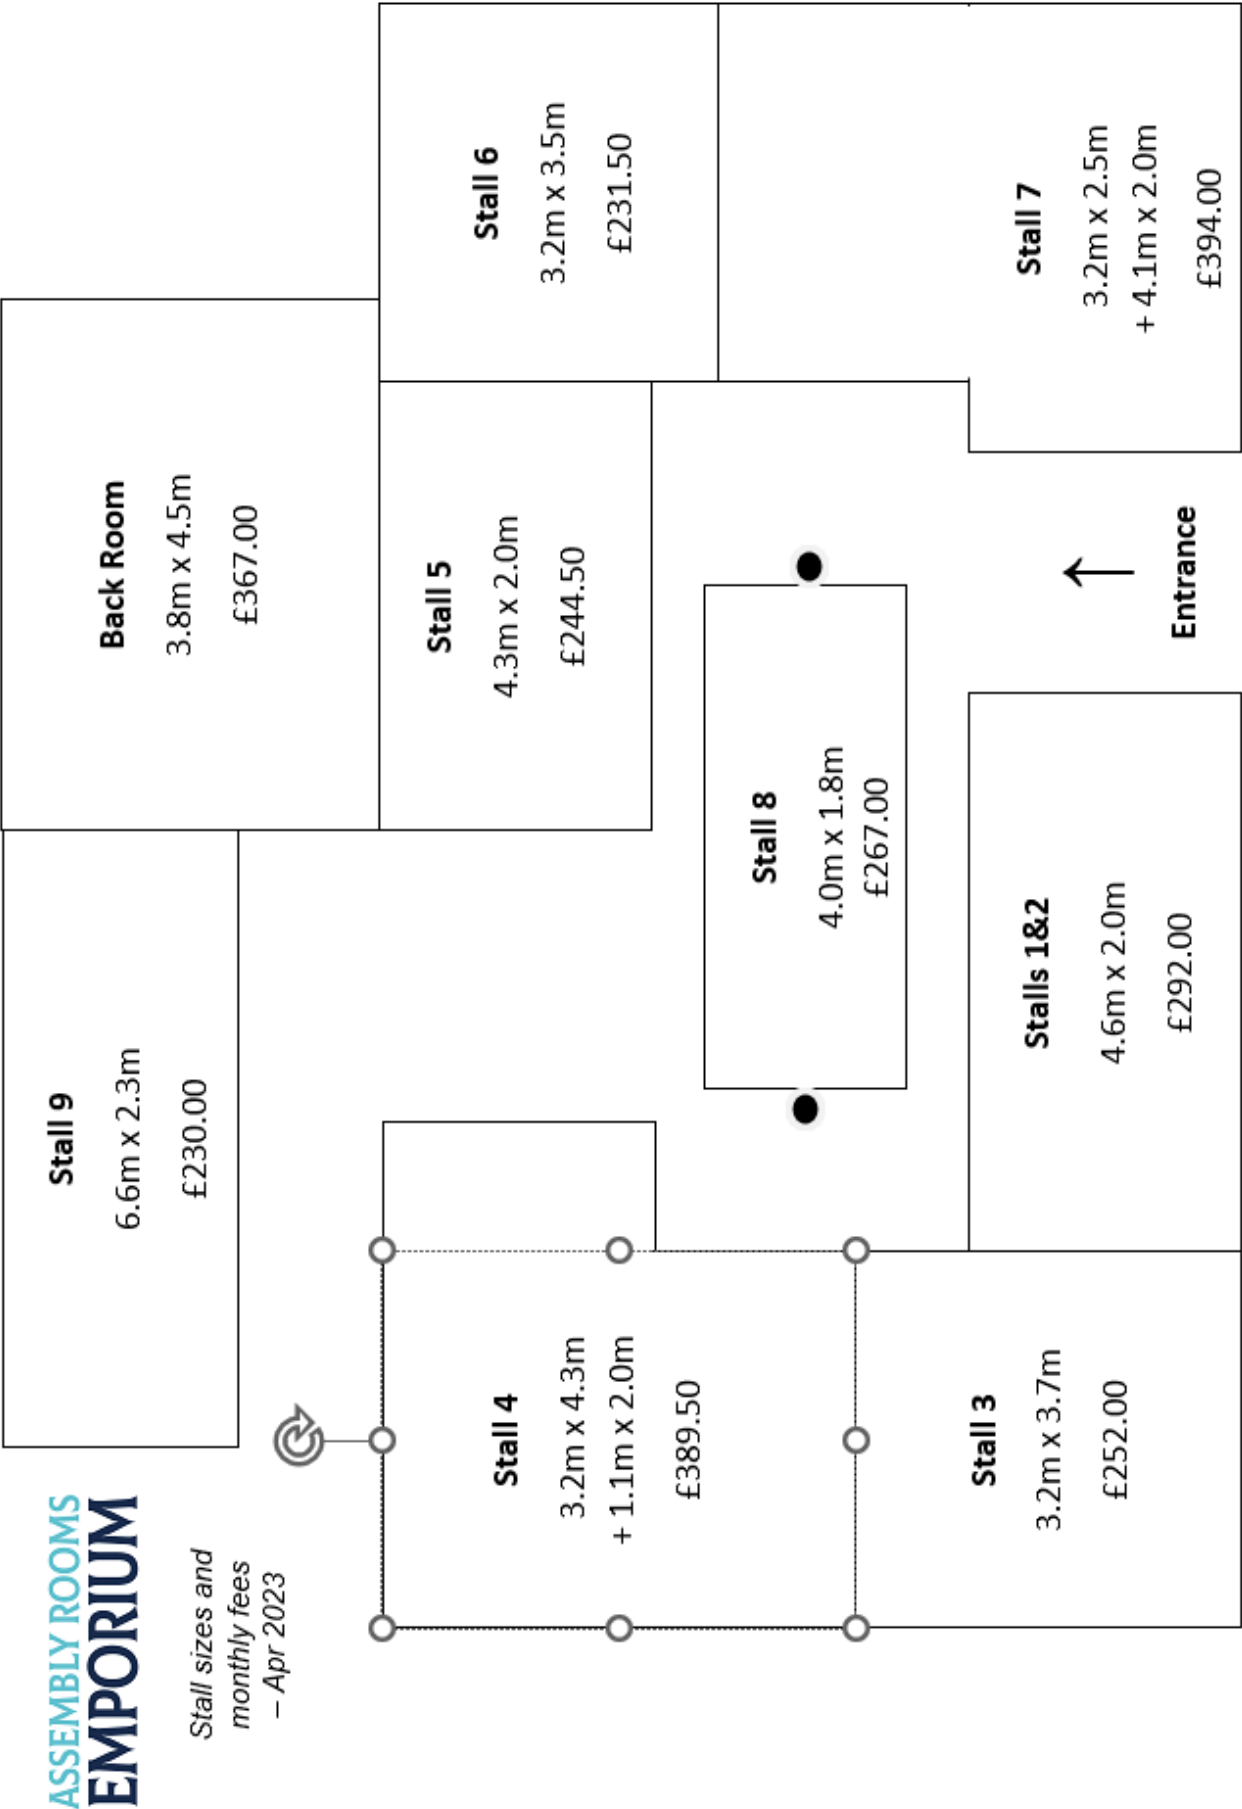 ASSEMBLY ROOMS
EMPORIUM
Stall sizes and
monthly fees
– Apr 2023
Stall 9
6.6m x 2.3m
£230.00
Back Room
3.8m x 4.5m
£367.00
Stall 4
3.2m x 4.3m
+ 1.1m x 2.0m
£389.50
Stall 5
4.3m x 2.0m
£244.50
Stall 6
3.2m x 3.5m
£231.50
Stall 8
4.0m x 1.8m
£267.00
Stall 3
3.2m x 3.7m
£252.00
Stalls 1&2
4.6m x 2.0m
£292.00
Entrance
Stall 7
3.2m x 2.5m
+ 4.1m x 2.0m
£394.00